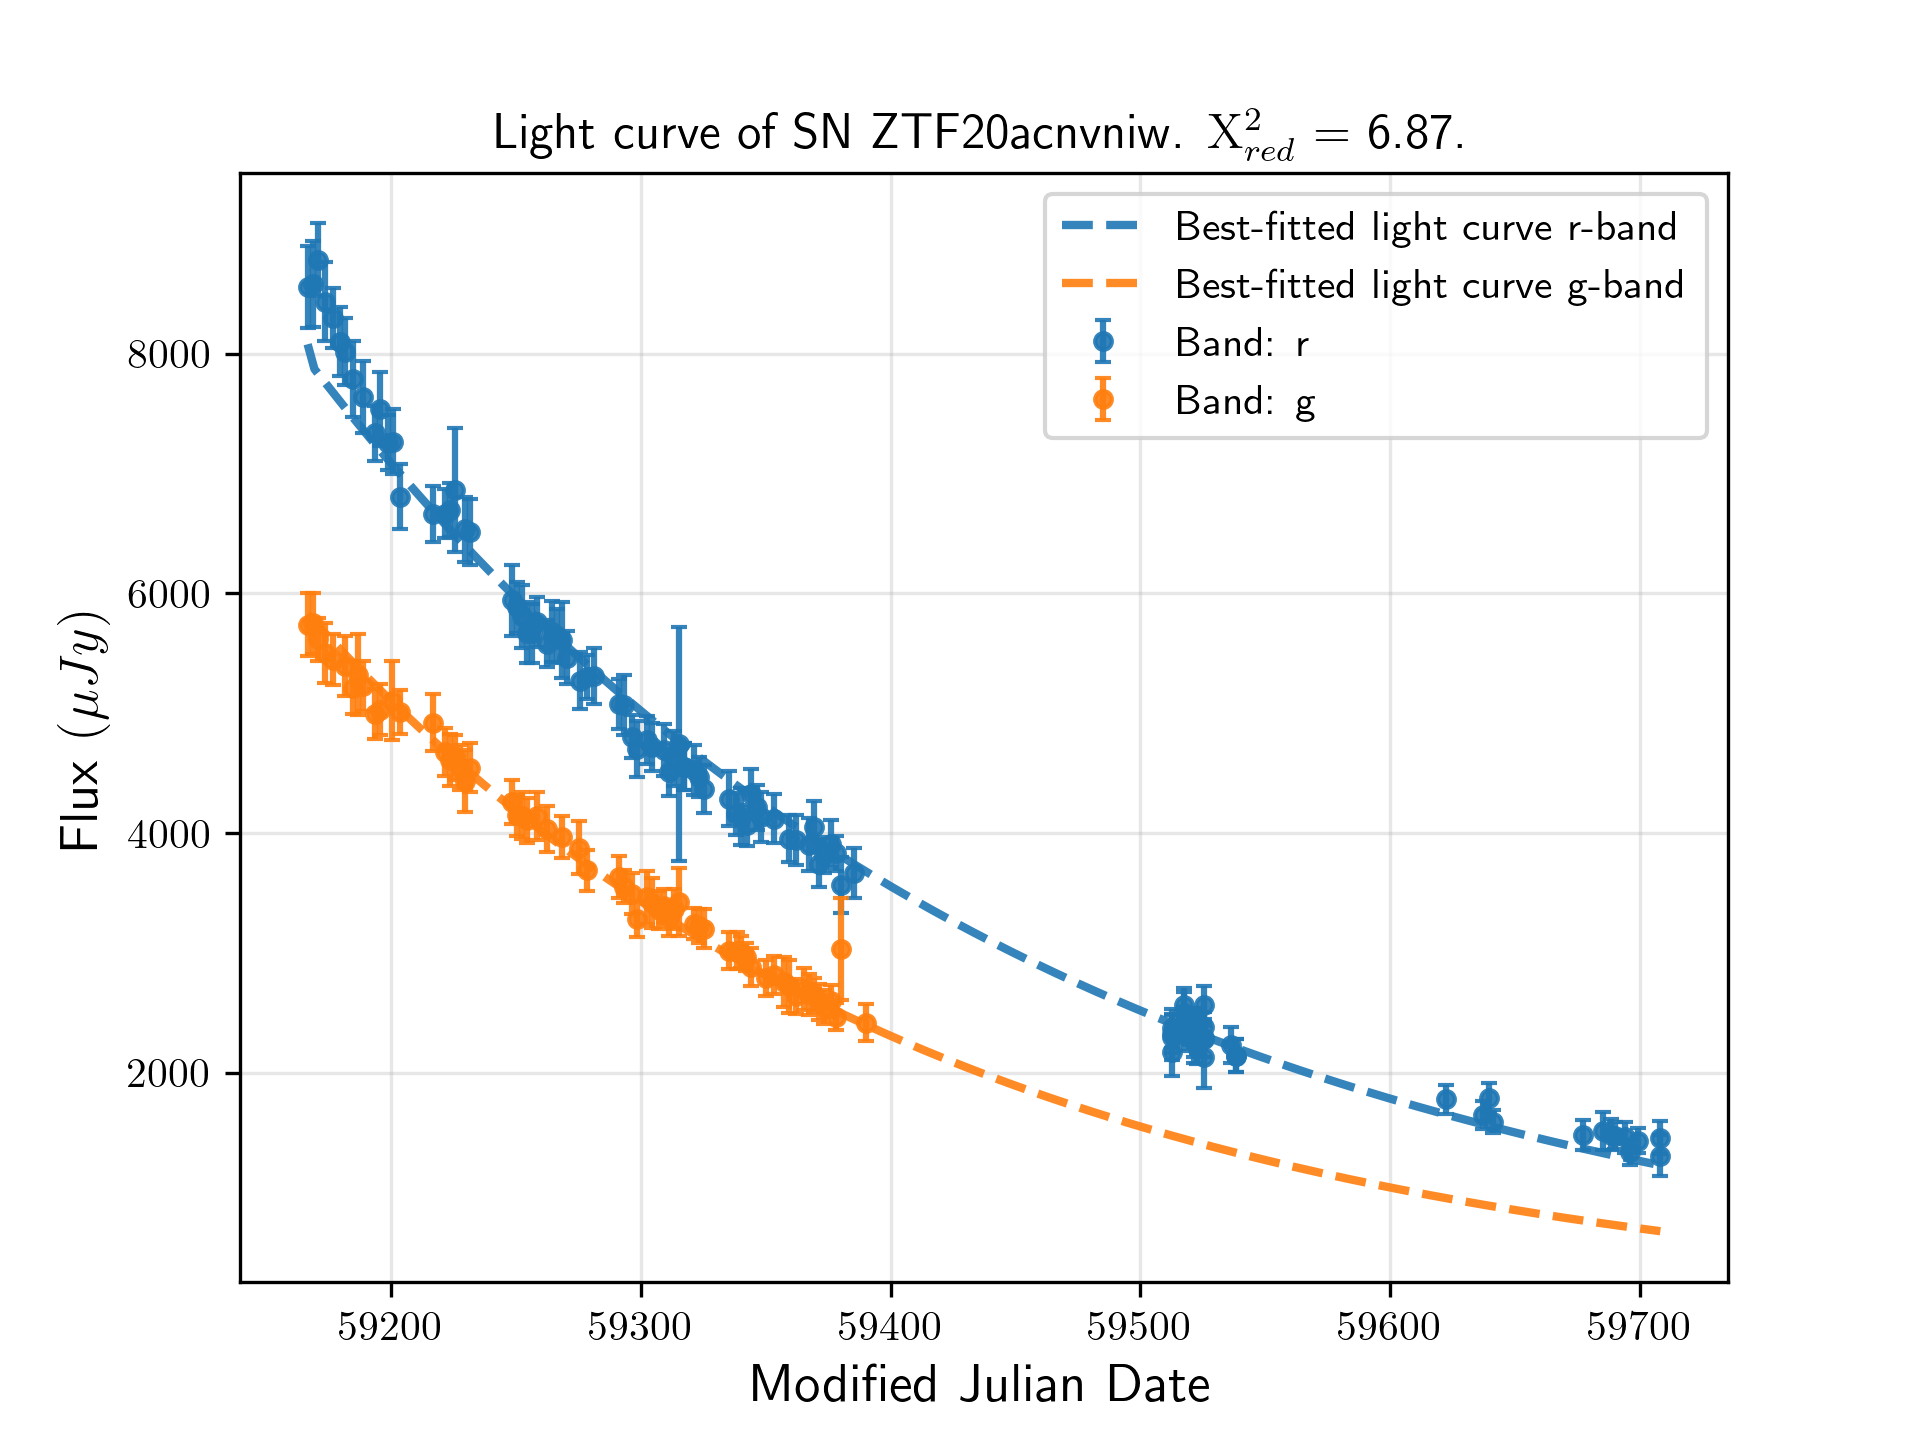 Light curve of SN ZTF20acnvniw. X²_red = 6.87.
Best-fitted light curve r-band
Best-fitted light curve g-band
Band: r
Band: g
Flux (μJy)
8000
6000
4000
2000
59200 59300 59400 59500 59600 59700
Modified Julian Date